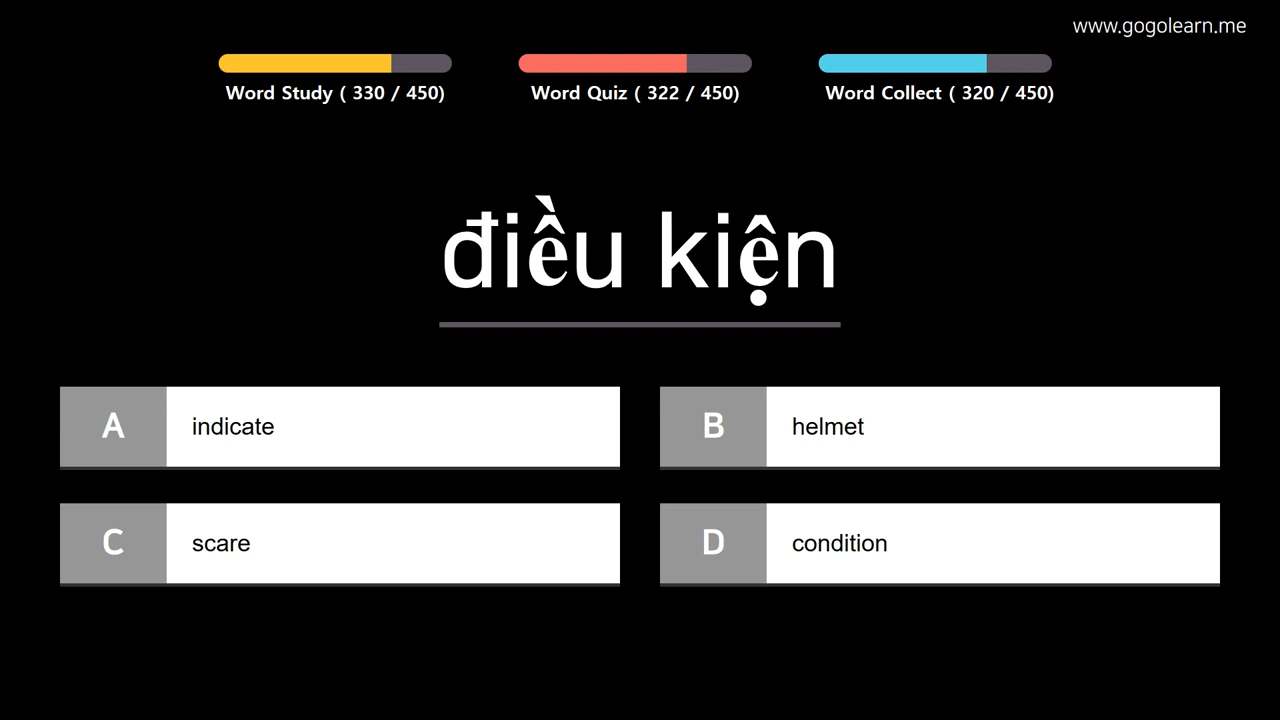 www.gogolearn.me
Word Study ( 330 / 450)
Word Quiz ( 322 / 450)
Word Collect ( 320 / 450)
điều kiện
A indicate
B helmet
C scare
D condition